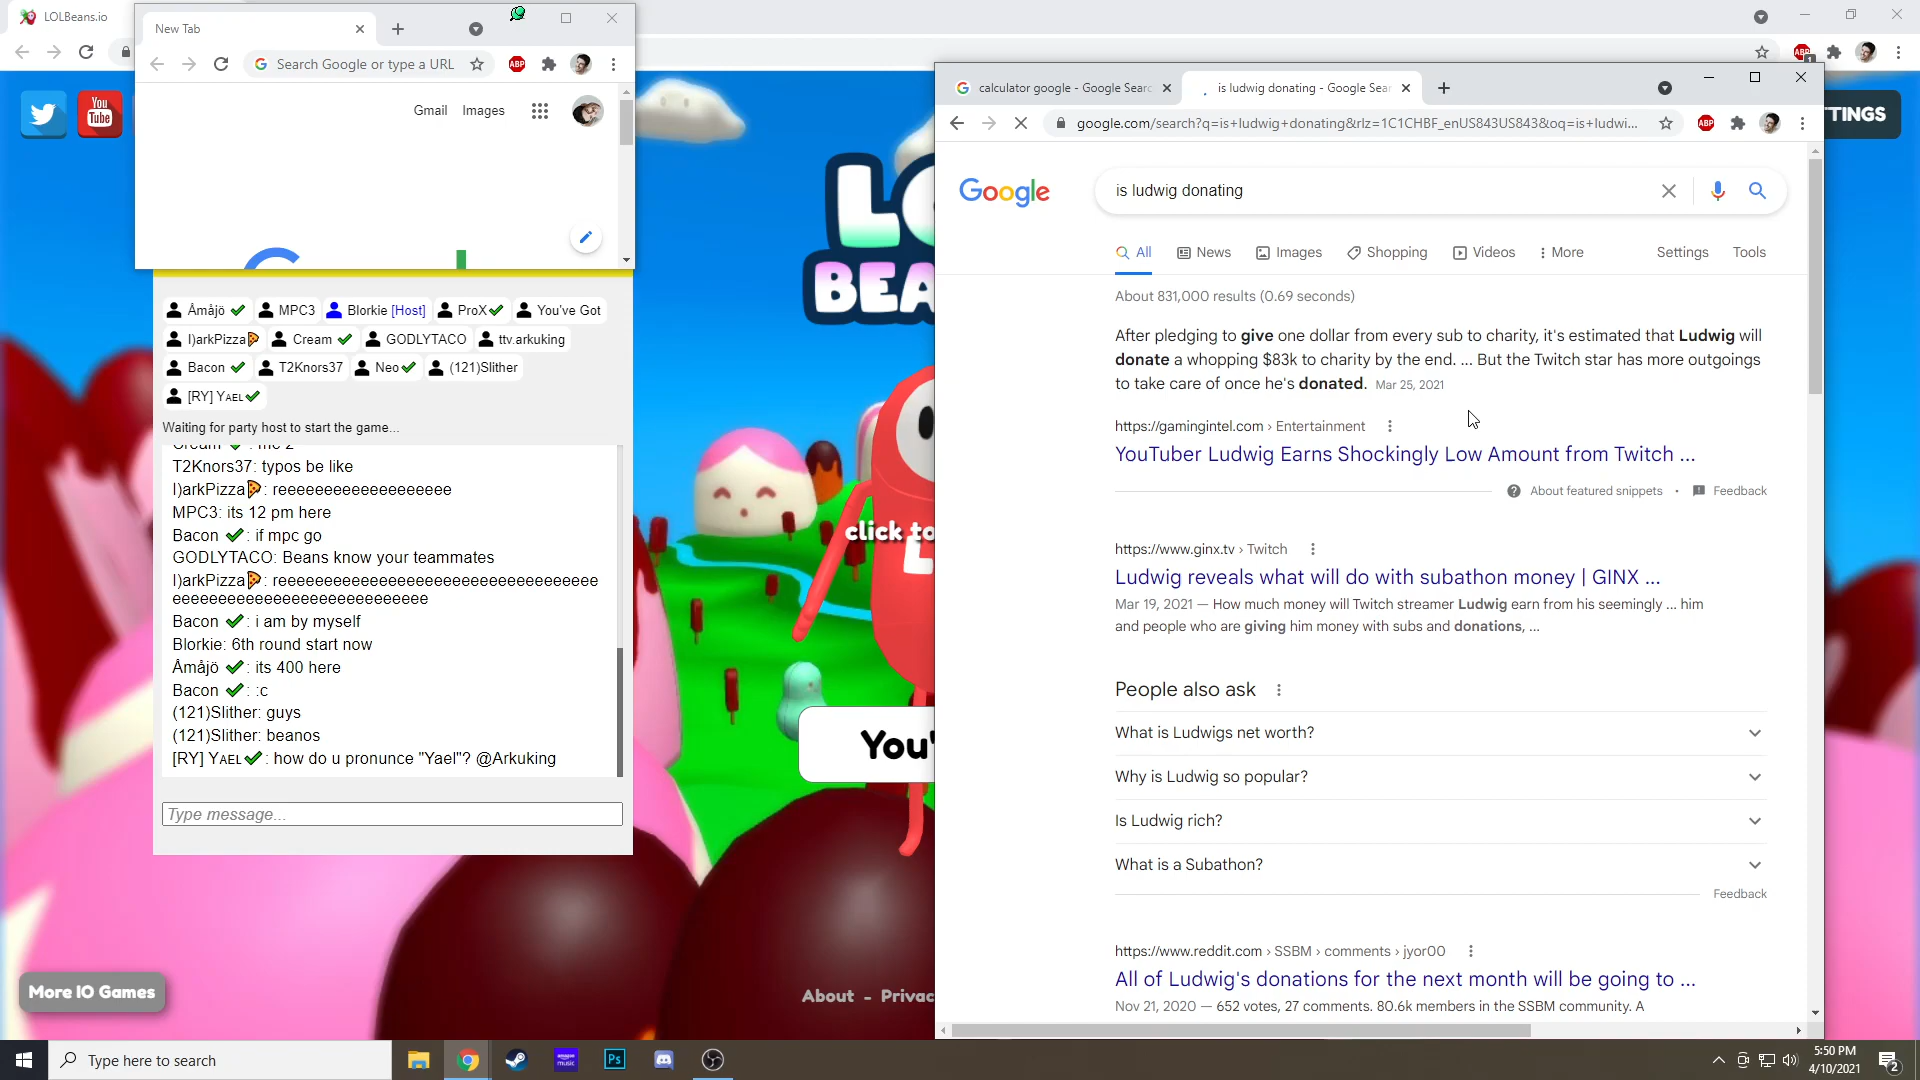 LOLBeans.io
New Tab
Search Google or type a URL
ABP
Gmail
Images
Âmåjö
MPC3
Blorkie [Host]
ProX
You've Got
I)arkPizza
Cream
GODLYTACO
ttv.arkuking
Bacon
T2Knors37
Neo
(121)Slither
[RY] Yael
Waiting for party host to start the game...
T2Knors37: typos be like
I)arkPizza🍕: reeeeeeeeeeeeeeeeeee
MPC3: its 12 pm here
Bacon ✔: if mpc go
GODLYTACO: Beans know your teammates
Bacon ✔: i am by myself
Blorkie: 6th round start now
Âmåjö ✔: its 400 here
Bacon ✔: :c
(121)Slither: guys
(121)Slither: beanos
[RY] Yael✔: how do u pronunce "Yael"? @Arkuking
Type message...
You Tube
TTINGS
LO
BEA
click to
L
You'
More IO Games
About - Privac
calculator google - Google Searc
is ludwig donating - Google Sear
google.com/search?q=is+ludwig+donating&rlz=1C1CHBF_enUS843US843&oq=is+ludwi...
ABP
Google
is ludwig donating
All
News
Images
Shopping
Videos
More
Settings
Tools
About 831,000 results (0.69 seconds)
After pledging to give one dollar from every sub to charity, it's estimated that Ludwig will
donate a whopping $83k to charity by the end. ... But the Twitch star has more outgoings
to take care of once he's donated. Mar 25, 2021
https://gamingintel.com › Entertainment
YouTuber Ludwig Earns Shockingly Low Amount from Twitch ...
About featured snippets • Feedback
https://www.ginx.tv › Twitch
Ludwig reveals what will do with subathon money | GINX ...
Mar 19, 2021 — How much money will Twitch streamer Ludwig earn from his seemingly ... him
and people who are giving him money with subs and donations, ...
People also ask
What is Ludwigs net worth?
Why is Ludwig so popular?
Is Ludwig rich?
What is a Subathon?
Feedback
https://www.reddit.com › SSBM › comments › jyor00
All of Ludwig's donations for the next month will be going to ...
Nov 21, 2020 — 652 votes, 27 comments. 80.6k members in the SSBM community. A
Type here to search
amazon music
Ps
5:50 PM
4/10/2021
2